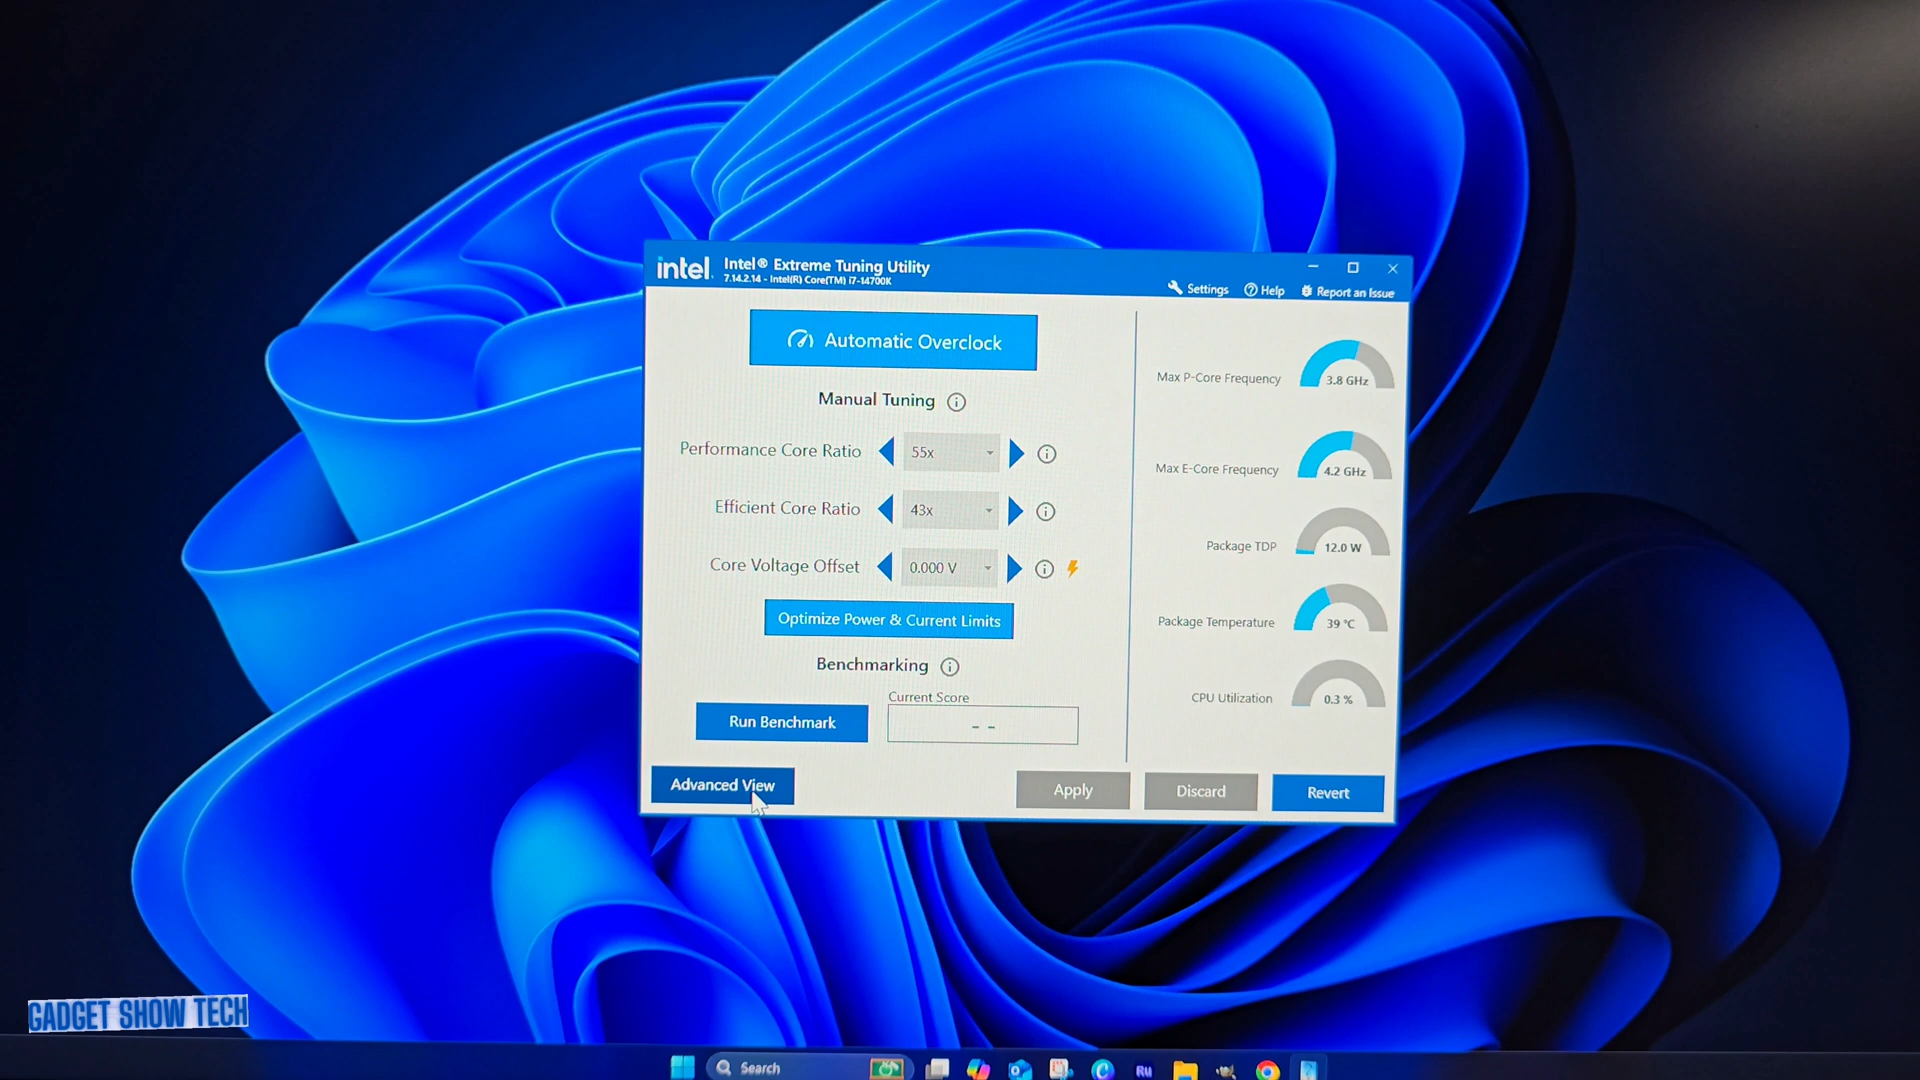 intel.
Intel® Extreme Tuning Utility
7.14.2.14 - Intel(R) Core(TM) i7-14700K
Settings
Help
Report an Issue
Automatic Overclock
Manual Tuning
Performance Core Ratio
55x
Efficient Core Ratio
43x
Core Voltage Offset
0.000 V
Optimize Power & Current Limits
Benchmarking
Current Score
Run Benchmark
- -
Advanced View
Apply
Discard
Revert
Max P-Core Frequency
3.8 GHz
Max E-Core Frequency
4.2 GHz
Package TDP
12.0 W
Package Temperature
39 °C
CPU Utilization
0.3 %
GADGET SHOW TECH
Search
Ru